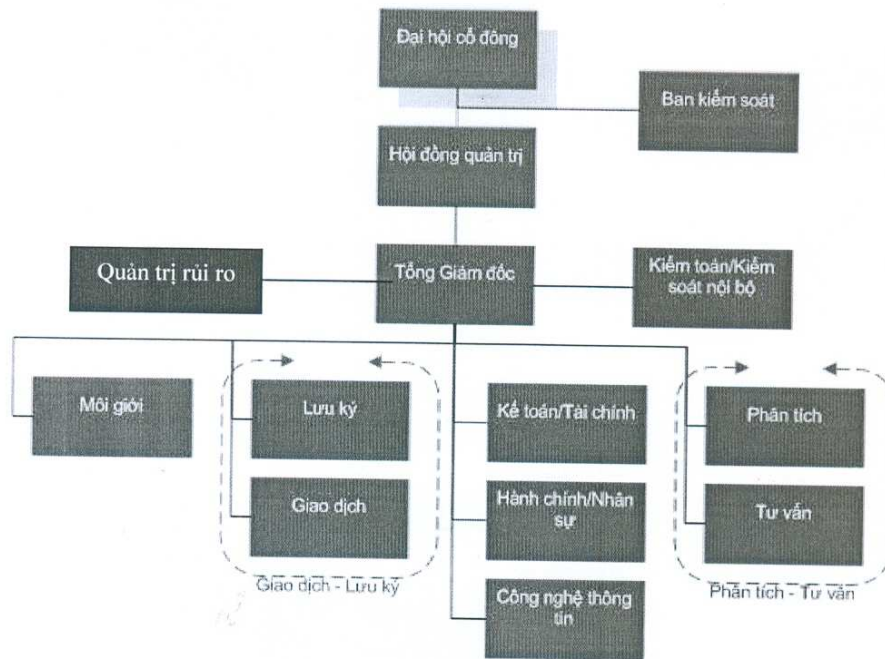 Đại hội cổ đông
Ban kiểm soát
Hội đồng quản trị
Quản trị rủi ro
Tổng Giám đốc
Kiểm toán/Kiểm
soát nội bộ
Môi giới
Lưu ký
Kế toán/Tài chính
Phân tích
Giao dịch
Hành chính/Nhân
sự
Tư vấn
Giao dịch - Lưu ký
Phân tích - Tư vấn
Công nghệ thông
tin